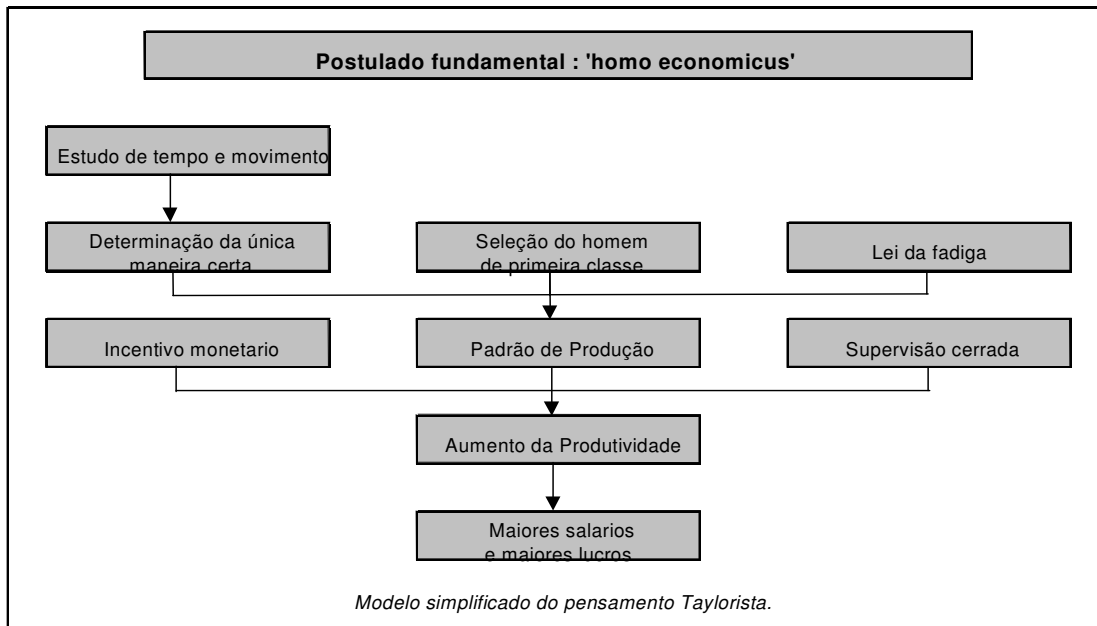 Postulado fundamental : 'homo economicus'
Estudo de tempo e movimento
Determinação da única
maneira certa
Seleção do homem
de primeira classe
Lei da fadiga
Incentivo monetario
Padrão de Produção
Supervisão cerrada
Aumento da Produtividade
Maiores salarios
e maiores lucros
Modelo simplificado do pensamento Taylorista.